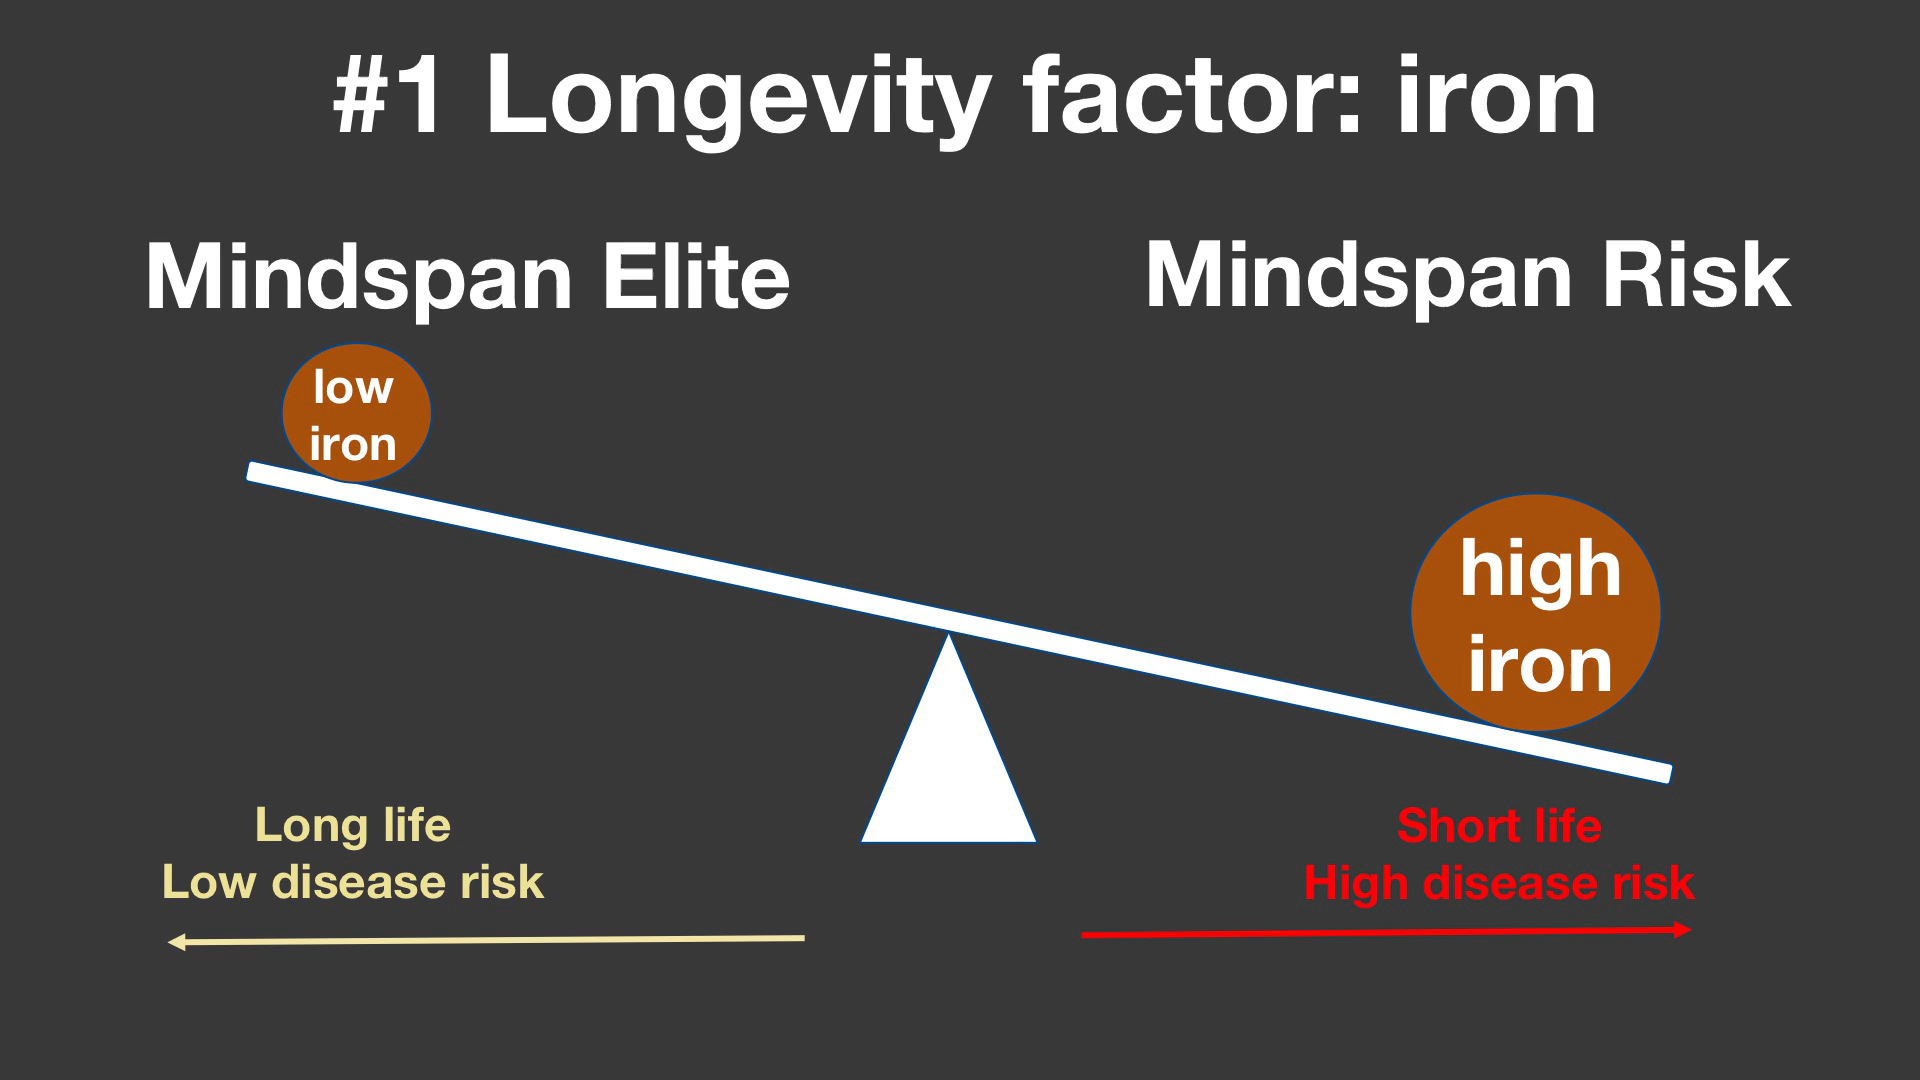 #1 Longevity factor: iron
Mindspan Elite
Mindspan Risk
low
iron
high
iron
Long life
Low disease risk
Short life
High disease risk